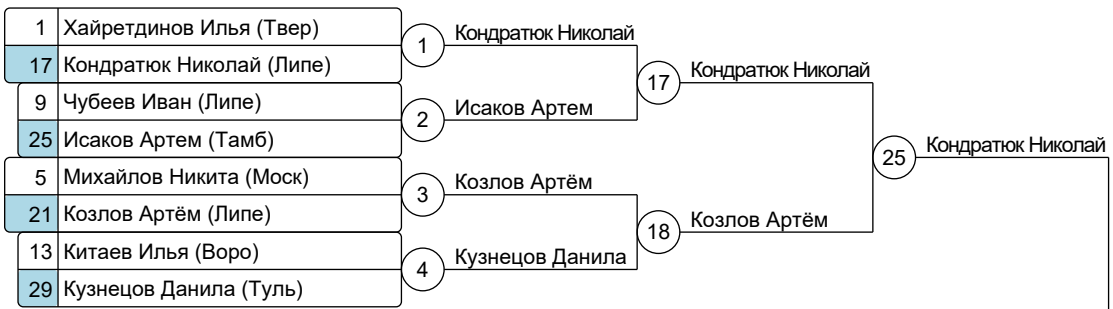 1 Хайретдинов Илья (Твер)
17 Кондратюк Николай (Липе)
9 Чубеев Иван (Липе)
25 Исаков Артем (Тамб)
5 Михайлов Никита (Моск)
21 Козлов Артём (Липе)
13 Китаев Илья (Воро)
29 Кузнецов Данила (Туль)
1 Кондратюк Николай
2 Исаков Артем
3 Козлов Артём
4 Кузнецов Данила
17 Кондратюк Николай
18 Козлов Артём
25 Кондратюк Николай